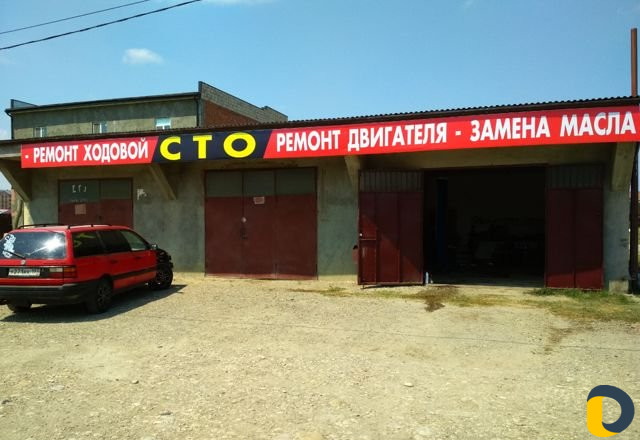 - РЕМОНТ ХОДОВОЙ СТО РЕМОНТ ДВИГАТЕЛЯ - ЗАМЕНА МАСЛА